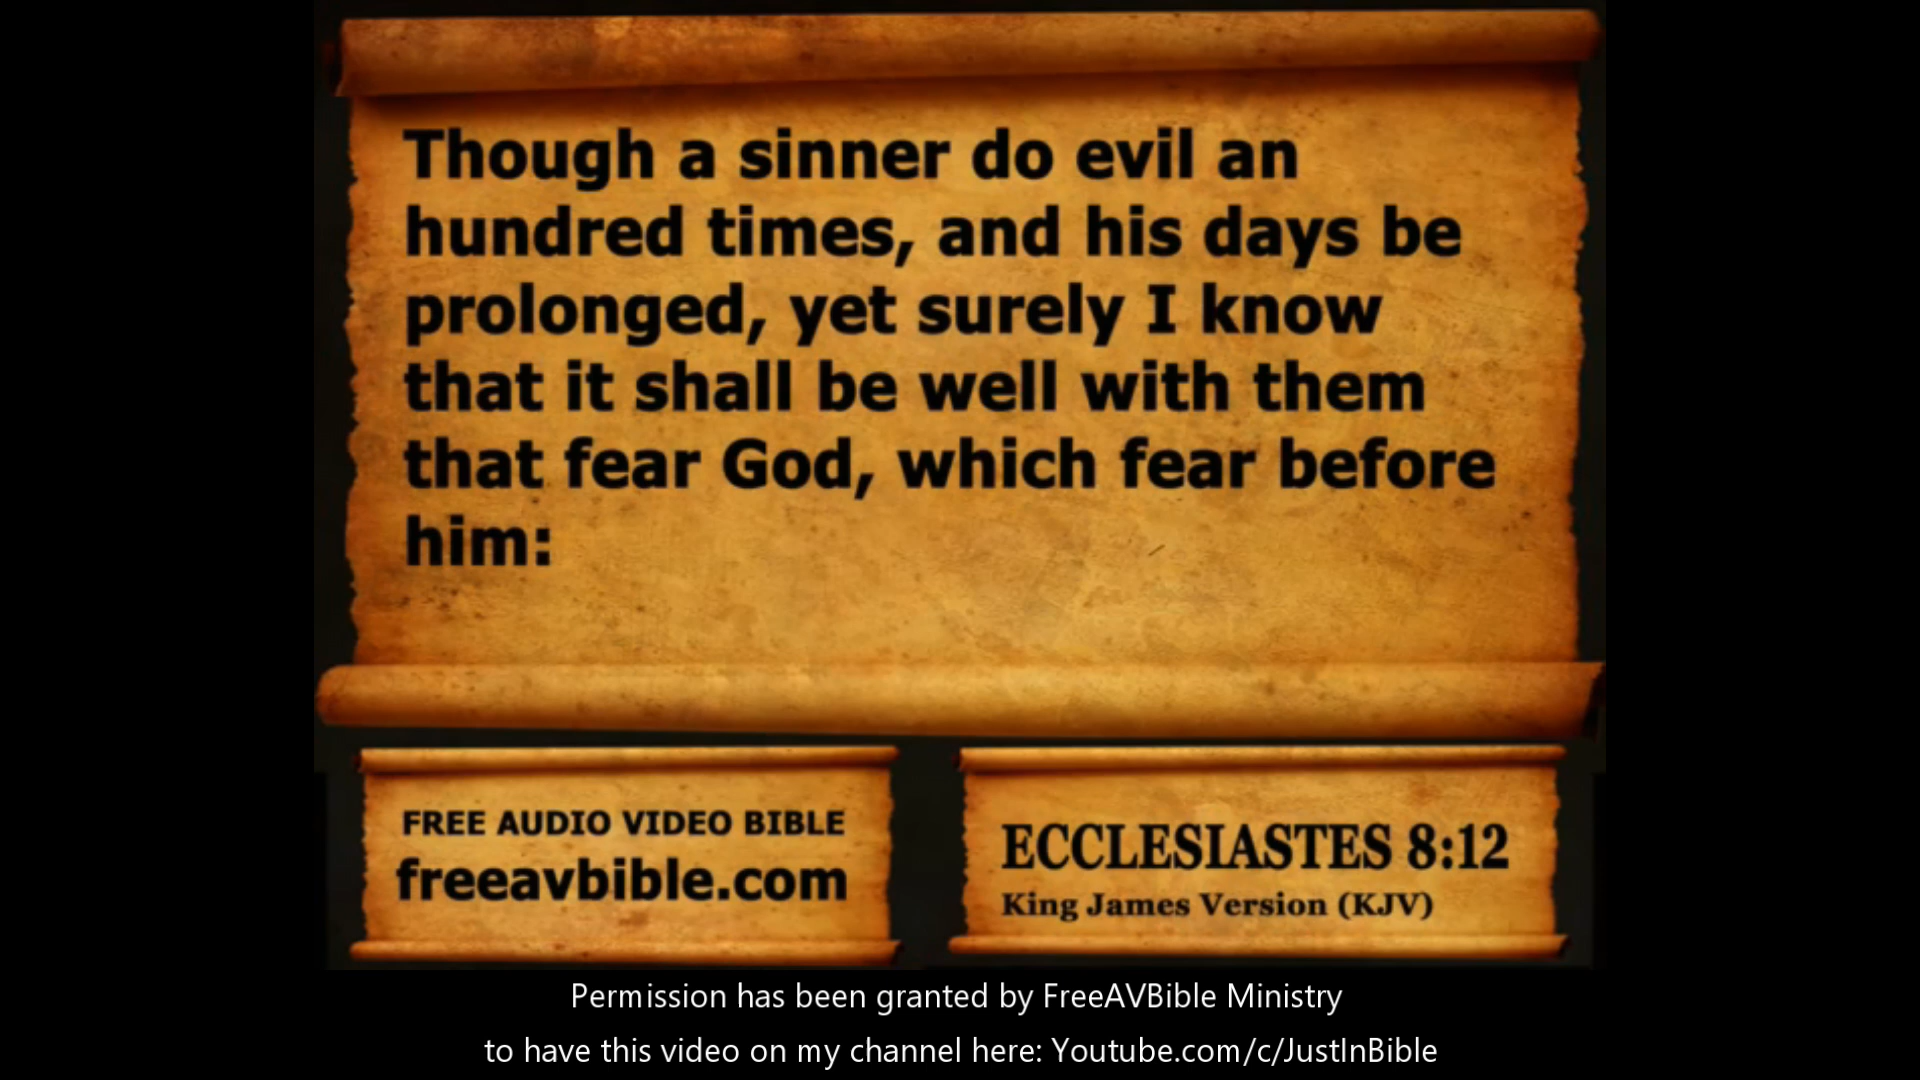 Though a sinner do evil an
hundred times, and his days be
prolonged, yet surely I know
that it shall be well with them
that fear God, which fear before
him:
FREE AUDIO VIDEO BIBLE
freeavbible.com
ECCLESIASTES 8:12
King James Version (KJV)
Permission has been granted by FreeAVBible Ministry
to have this video on my channel here: Youtube.com/c/JustInBible